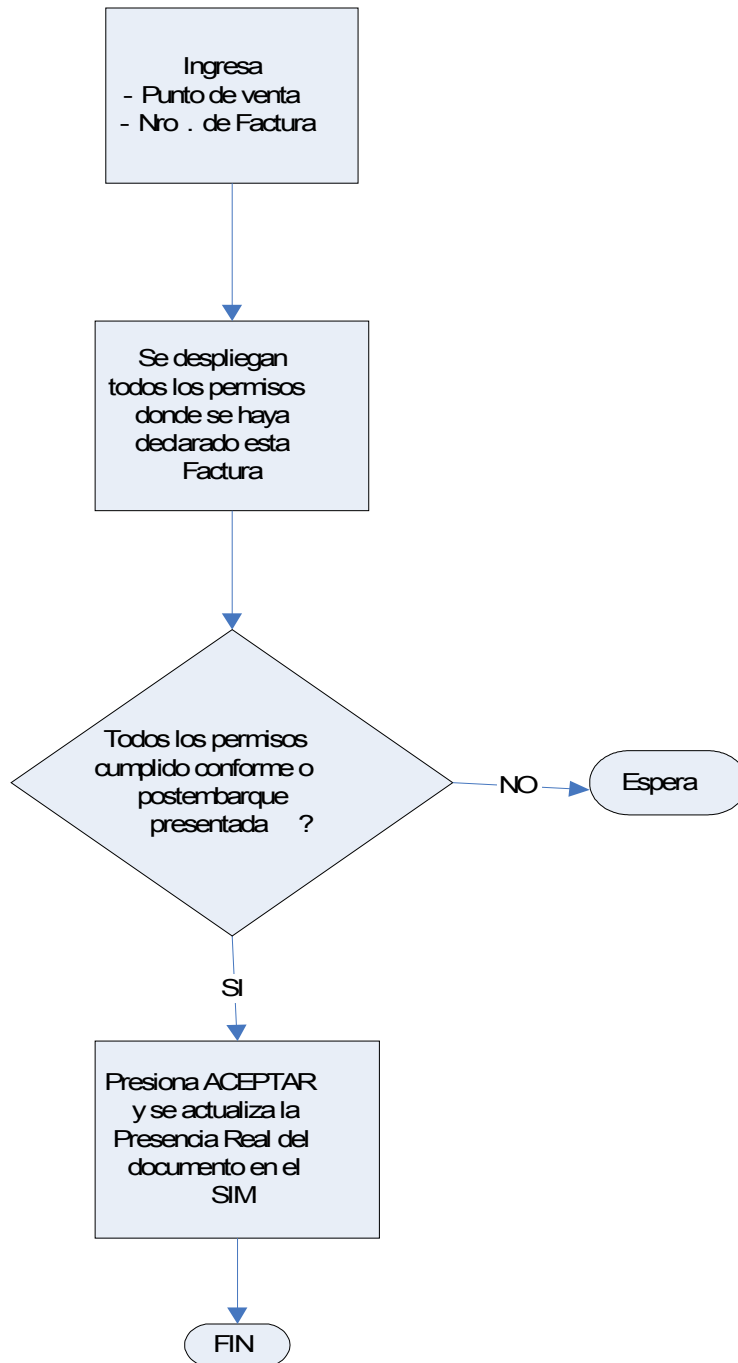 Ingresa
- Punto de venta
- Nro . de Factura
Se despliegan
todos los permisos
donde se haya
declarado esta
Factura
Todos los permisos
cumplido conforme o
postembarque
presentada ?
NO
Espera
SI
Presiona ACEPTAR
y se actualiza la
Presencia Real del
documento en el
SIM
FIN